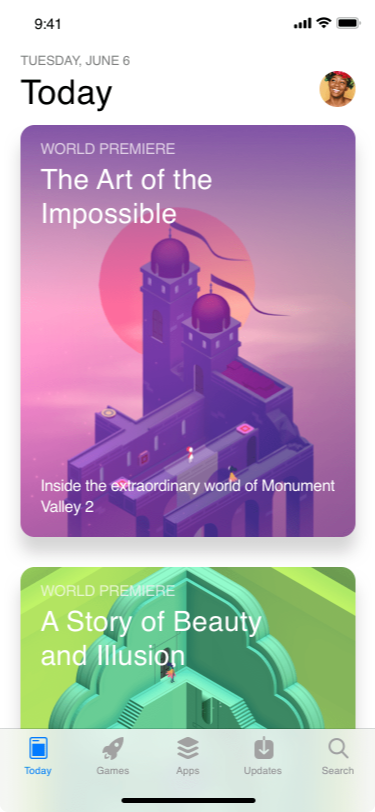 9:41
TUESDAY, JUNE 6
Today
WORLD PREMIERE
The Art of the
Impossible
Inside the extraordinary world of Monument
Valley 2
WORLD PREMIERE
A Story of Beauty
and Illusion
Today
Games
Apps
Updates
Search